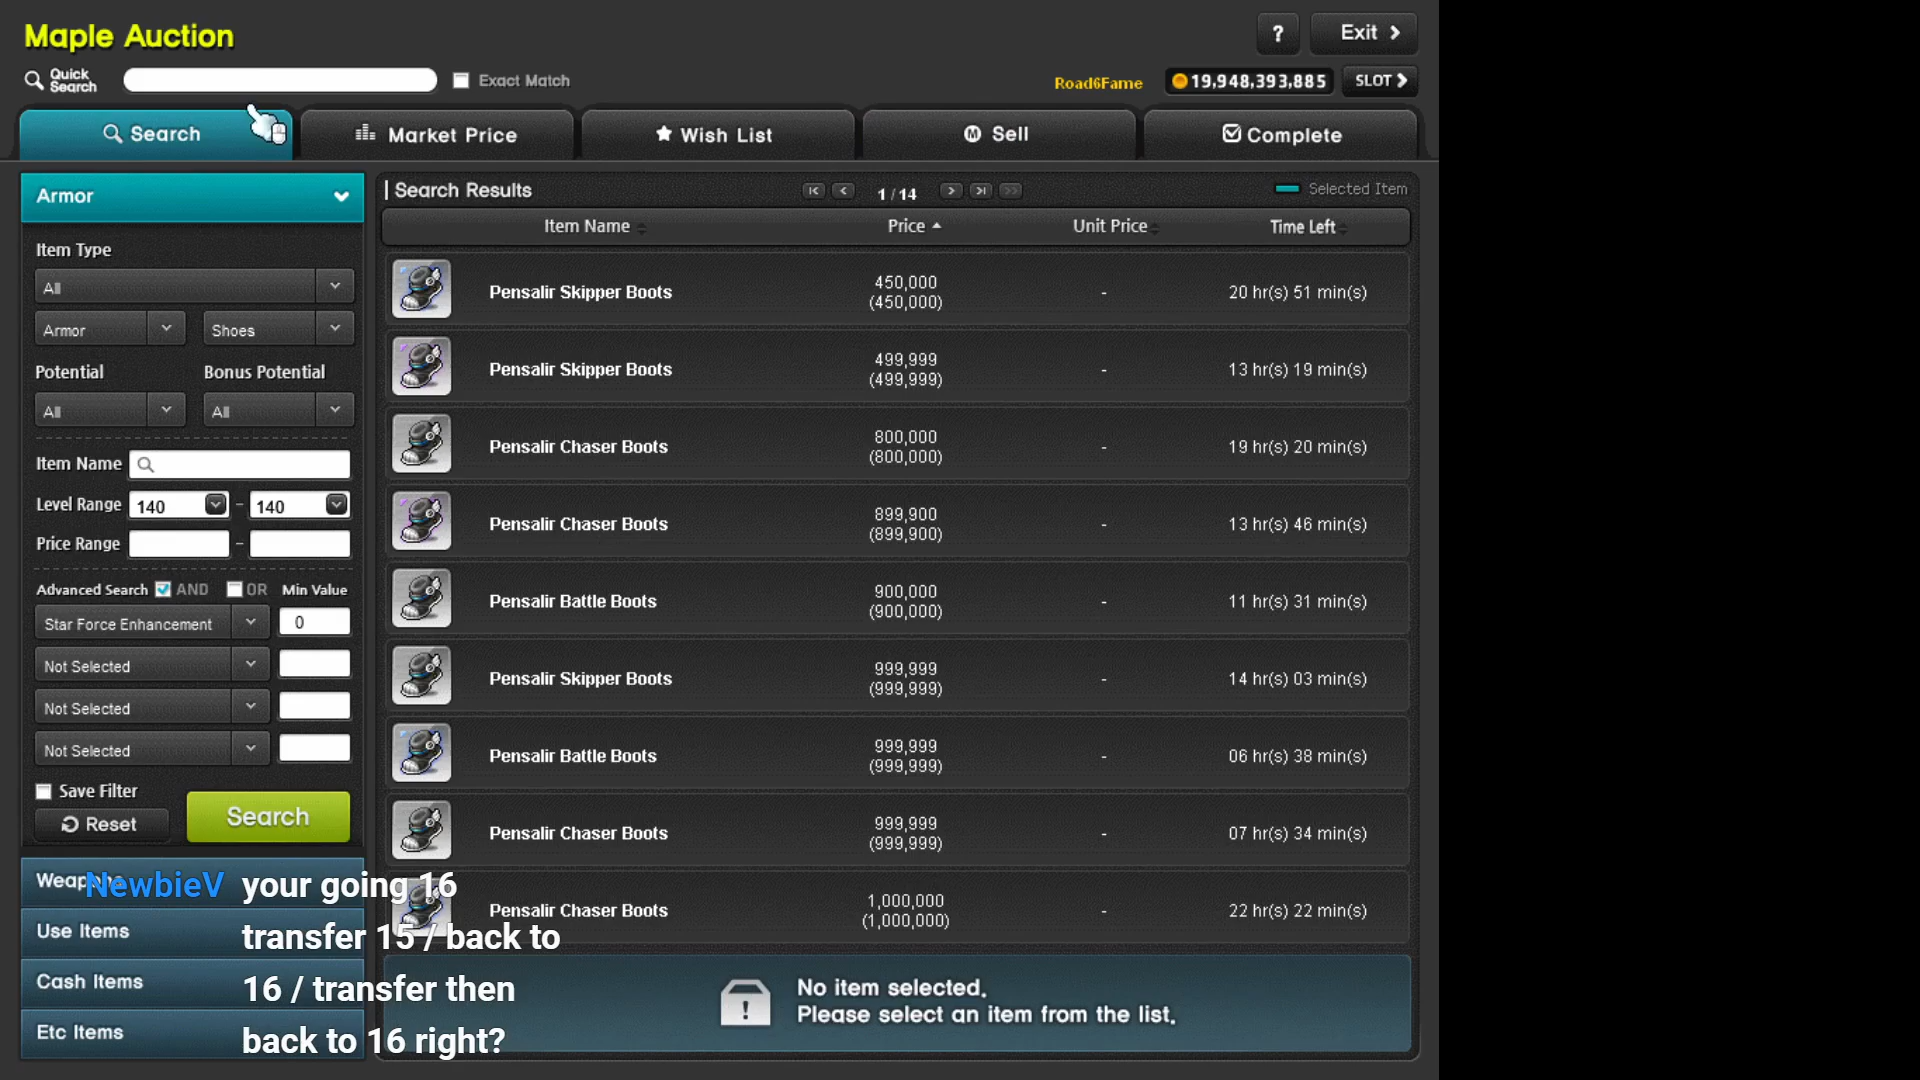 Maple Auction
? Exit
Quick Search
Exact Match
Road6Fame 19,948,393,885 SLOT
Search Market Price Wish List Sell Complete
Armor
Item Type
All
Armor Shoes
Potential Bonus Potential
All All
Item Name
Level Range 140 - 140
Price Range -
Advanced Search AND OR Min Value
Star Force Enhancement 0
Not Selected
Not Selected
Not Selected
Save Filter
Reset Search
Weapons
Use Items
Cash Items
Etc Items
Search Results 1 / 14 Selected Item
Item Name Price Unit Price Time Left
Pensalir Skipper Boots 450,000 - 20 hr(s) 51 min(s)
(450,000)
Pensalir Skipper Boots 499,999 - 13 hr(s) 19 min(s)
(499,999)
Pensalir Chaser Boots 800,000 - 19 hr(s) 20 min(s)
(800,000)
Pensalir Chaser Boots 899,900 - 13 hr(s) 46 min(s)
(899,900)
Pensalir Battle Boots 900,000 - 11 hr(s) 31 min(s)
(900,000)
Pensalir Skipper Boots 999,999 - 14 hr(s) 03 min(s)
(999,999)
Pensalir Battle Boots 999,999 - 06 hr(s) 38 min(s)
(999,999)
Pensalir Chaser Boots 999,999 - 07 hr(s) 34 min(s)
(999,999)
Pensalir Chaser Boots 1,000,000 - 22 hr(s) 22 min(s)
(1,000,000)
No item selected.
Please select an item from the list.
NewbieV your going 16
transfer 15 / back to
16 / transfer then
back to 16 right?